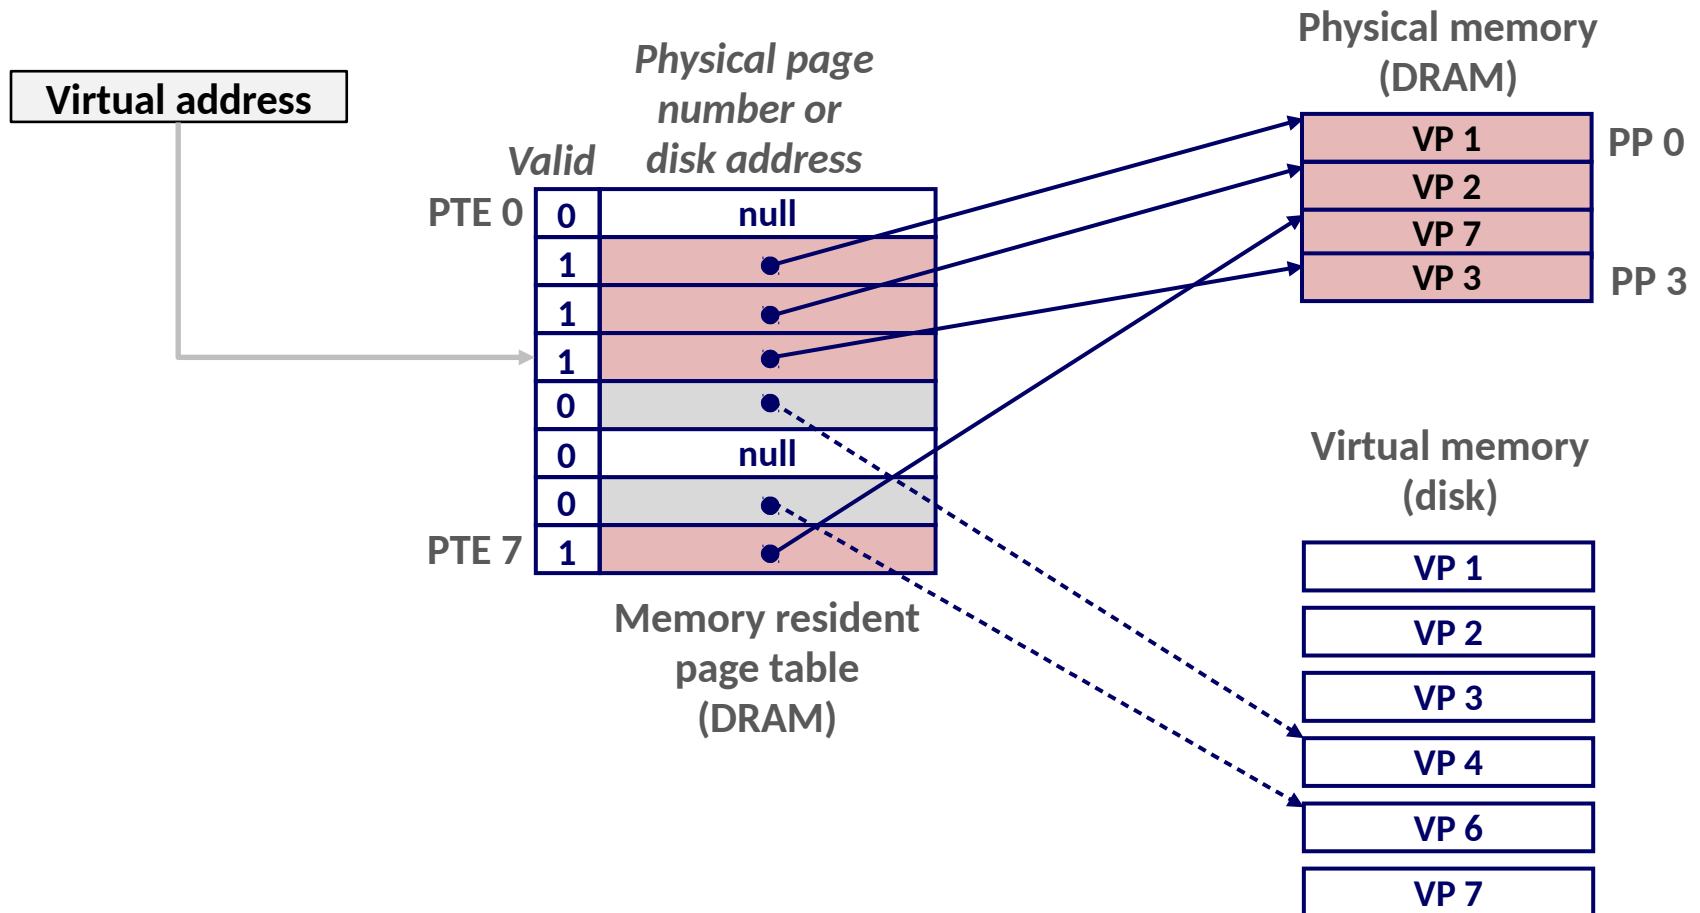 Virtual address
Physical page
number or
disk address
Valid
PTE 0
0
null
1
1
1
0
0
null
0
PTE 7
1
Memory resident
page table
(DRAM)
Physical memory
(DRAM)
VP 1
PP 0
VP 2
VP 7
VP 3
PP 3
Virtual memory
(disk)
VP 1
VP 2
VP 3
VP 4
VP 6
VP 7